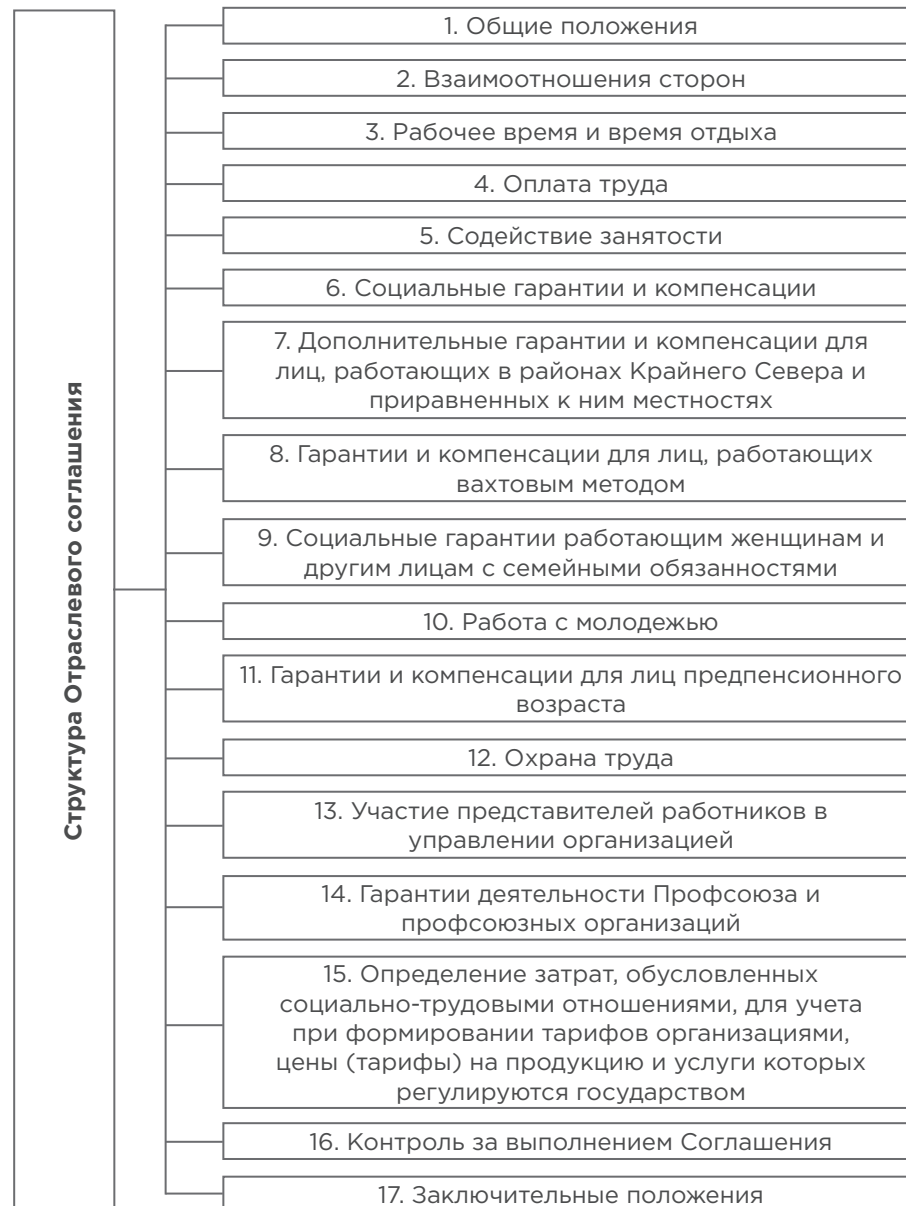 Структура Отраслевого соглашения
1. Общие положения
2. Взаимоотношения сторон
3. Рабочее время и время отдыха
4. Оплата труда
5. Содействие занятости
6. Социальные гарантии и компенсации
7. Дополнительные гарантии и компенсации для
лиц, работающих в районах Крайнего Севера и
приравненных к ним местностях
8. Гарантии и компенсации для лиц, работающих
вахтовым методом
9. Социальные гарантии работающим женщинам и
другим лицам с семейными обязанностями
10. Работа с молодежью
11. Гарантии и компенсации для лиц предпенсионного
возраста
12. Охрана труда
13. Участие представителей работников в
управлении организацией
14. Гарантии деятельности Профсоюза и
профсоюзных организаций
15. Определение затрат, обусловленных
социально-трудовыми отношениями, для учета
при формировании тарифов организациями,
цены (тарифы) на продукцию и услуги которых
регулируются государством
16. Контроль за выполнением Соглашения
17. Заключительные положения